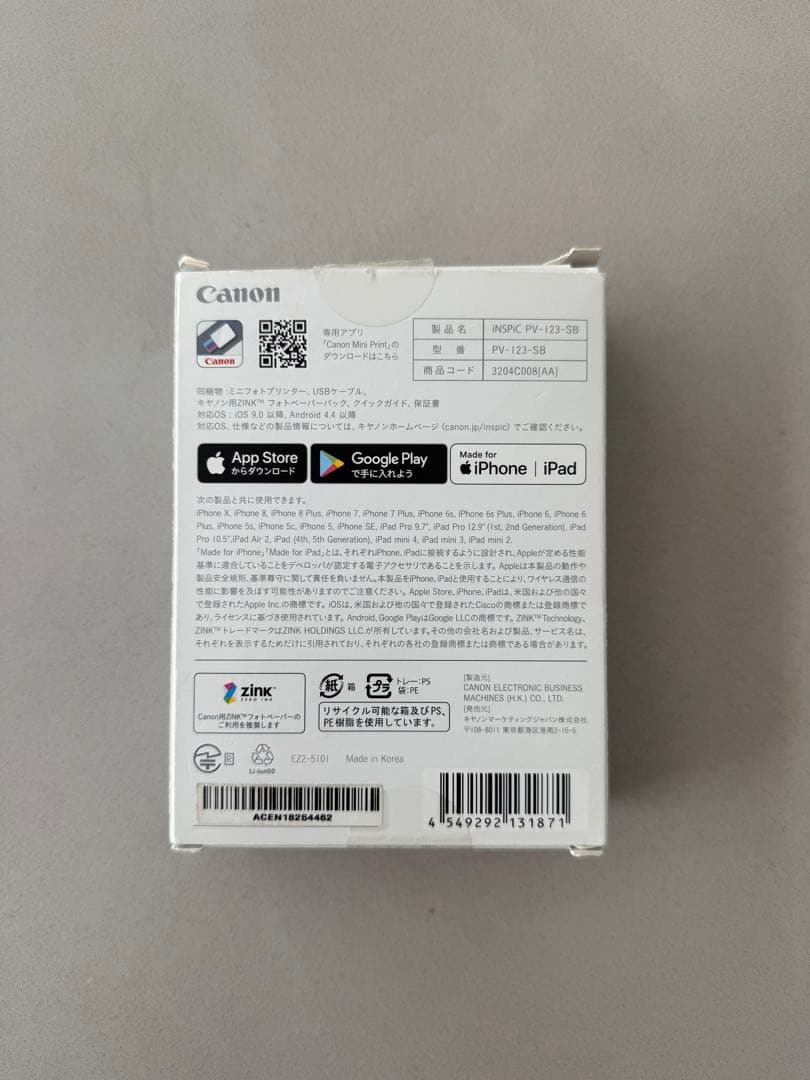 Canon
Canon
専用アプリ
「Canon Mini Print」の
ダウンロードはこちら
製品名 iNSPiC PV-123-SB
型 番 PV-123-SB
商品コード 3204C008[AA]
同梱物:ミニフォトプリンター、USBケーブル、
キヤノン用ZINK™ フォトペーパーパック、クイックガイド、保証書
対応OS:iOS 9.0 以降, Android 4.4 以降
対応OS、仕様などの製品情報については、キヤノンホームページ (canon.jp/inspic) でご確認ください。
App Store
からダウンロード
Google Play
で手に入れよう
Made for
iPhone | iPad
次の製品と共に使用できます。
iPhone X, iPhone 8, iPhone 8 Plus, iPhone 7, iPhone 7 Plus, iPhone 6s, iPhone 6s Plus, iPhone 6, iPhone 6
Plus, iPhone 5s, iPhone 5c, iPhone 5, iPhone SE, iPad Pro 9.7", iPad Pro 12.9" (1st, 2nd Generation), iPad
Pro 10.5",iPad Air 2, iPad (4th, 5th Generation), iPad mini 4, iPad mini 3, iPad mini 2.
「Made for iPhone」「Made for iPad」とは、それぞれiPhone、iPadに接続するように設計され、Appleが定める性能
基準に適合していることをデベロッパが認定する電子アクセサリであることを示します。Appleは本製品の動作や
製品安全規則、基準尊守に関して責任を負いません。本製品をiPhone、iPadと使用することにより、ワイヤレス通信の
性能に影響を及ぼす可能性がありますのでご注意ください。Apple Store、iPhone、iPadは、米国および他の国々
で登録されたApple Inc.の商標です。iOSは、米国および他の国々で登録されたCiscoの商標または登録商標で
あり、ライセンスに基づき使用されています。Android、Google PlayはGoogle LLCの商標です。ZINK™Technology、
ZINK™トレードマークはZINK HOLDINGS LLC.が所有しています。その他の会社名および製品、サービス名は、
それぞれを表示するためだけに引用されており、それぞれの各社の登録商標または商標である場合があります。
ZINK™
ZERO INK
Canon用ZINK™フォトペーパーの
ご利用を推奨します
紙 箱
プラ トレー:PS
袋:PE
リサイクル可能な箱及びPS、
PE樹脂を使用しています。
[製造元]
CANON ELECTRONIC BUSINESS
MACHINES (H.K.) CO., LTD.
[発売元]
キヤノンマーケティングジャパン株式会社
〒108-8011 東京都港区港南2-16-6
R
Li-ion00
EZ2-5101 Made in Korea
ACEN18254462
4 549292 131871